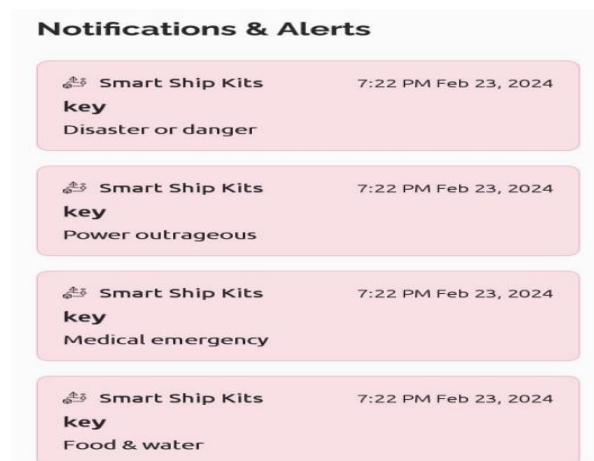 Notifications & Alerts
Smart Ship Kits 7:22 PM Feb 23, 2024
key
Disaster or danger
Smart Ship Kits 7:22 PM Feb 23, 2024
key
Power outrageous
Smart Ship Kits 7:22 PM Feb 23, 2024
key
Medical emergency
Smart Ship Kits 7:22 PM Feb 23, 2024
key
Food & water